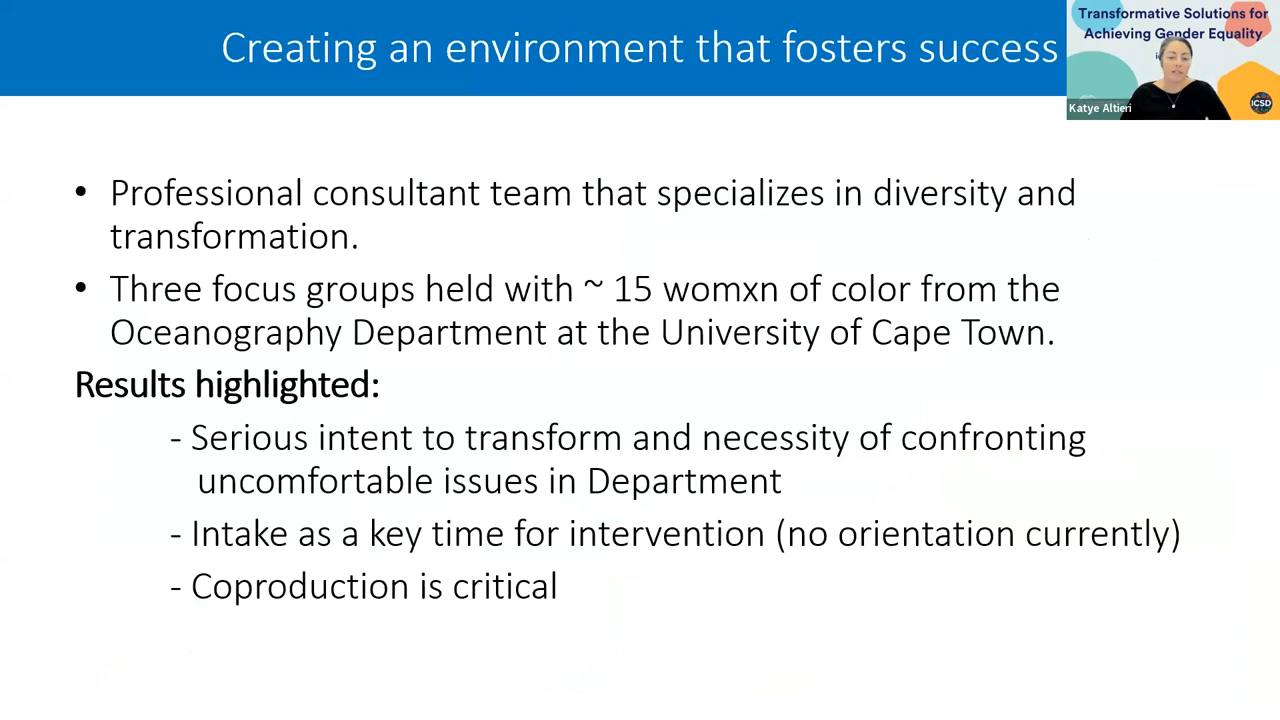 Creating an environment that fosters success
Transformative Solutions for
Achieving Gender Equality
Katye Altieri
ICSD
• Professional consultant team that specializes in diversity and
transformation.
• Three focus groups held with ~ 15 womxn of color from the
Oceanography Department at the University of Cape Town.
Results highlighted:
- Serious intent to transform and necessity of confronting
uncomfortable issues in Department
- Intake as a key time for intervention (no orientation currently)
- Coproduction is critical